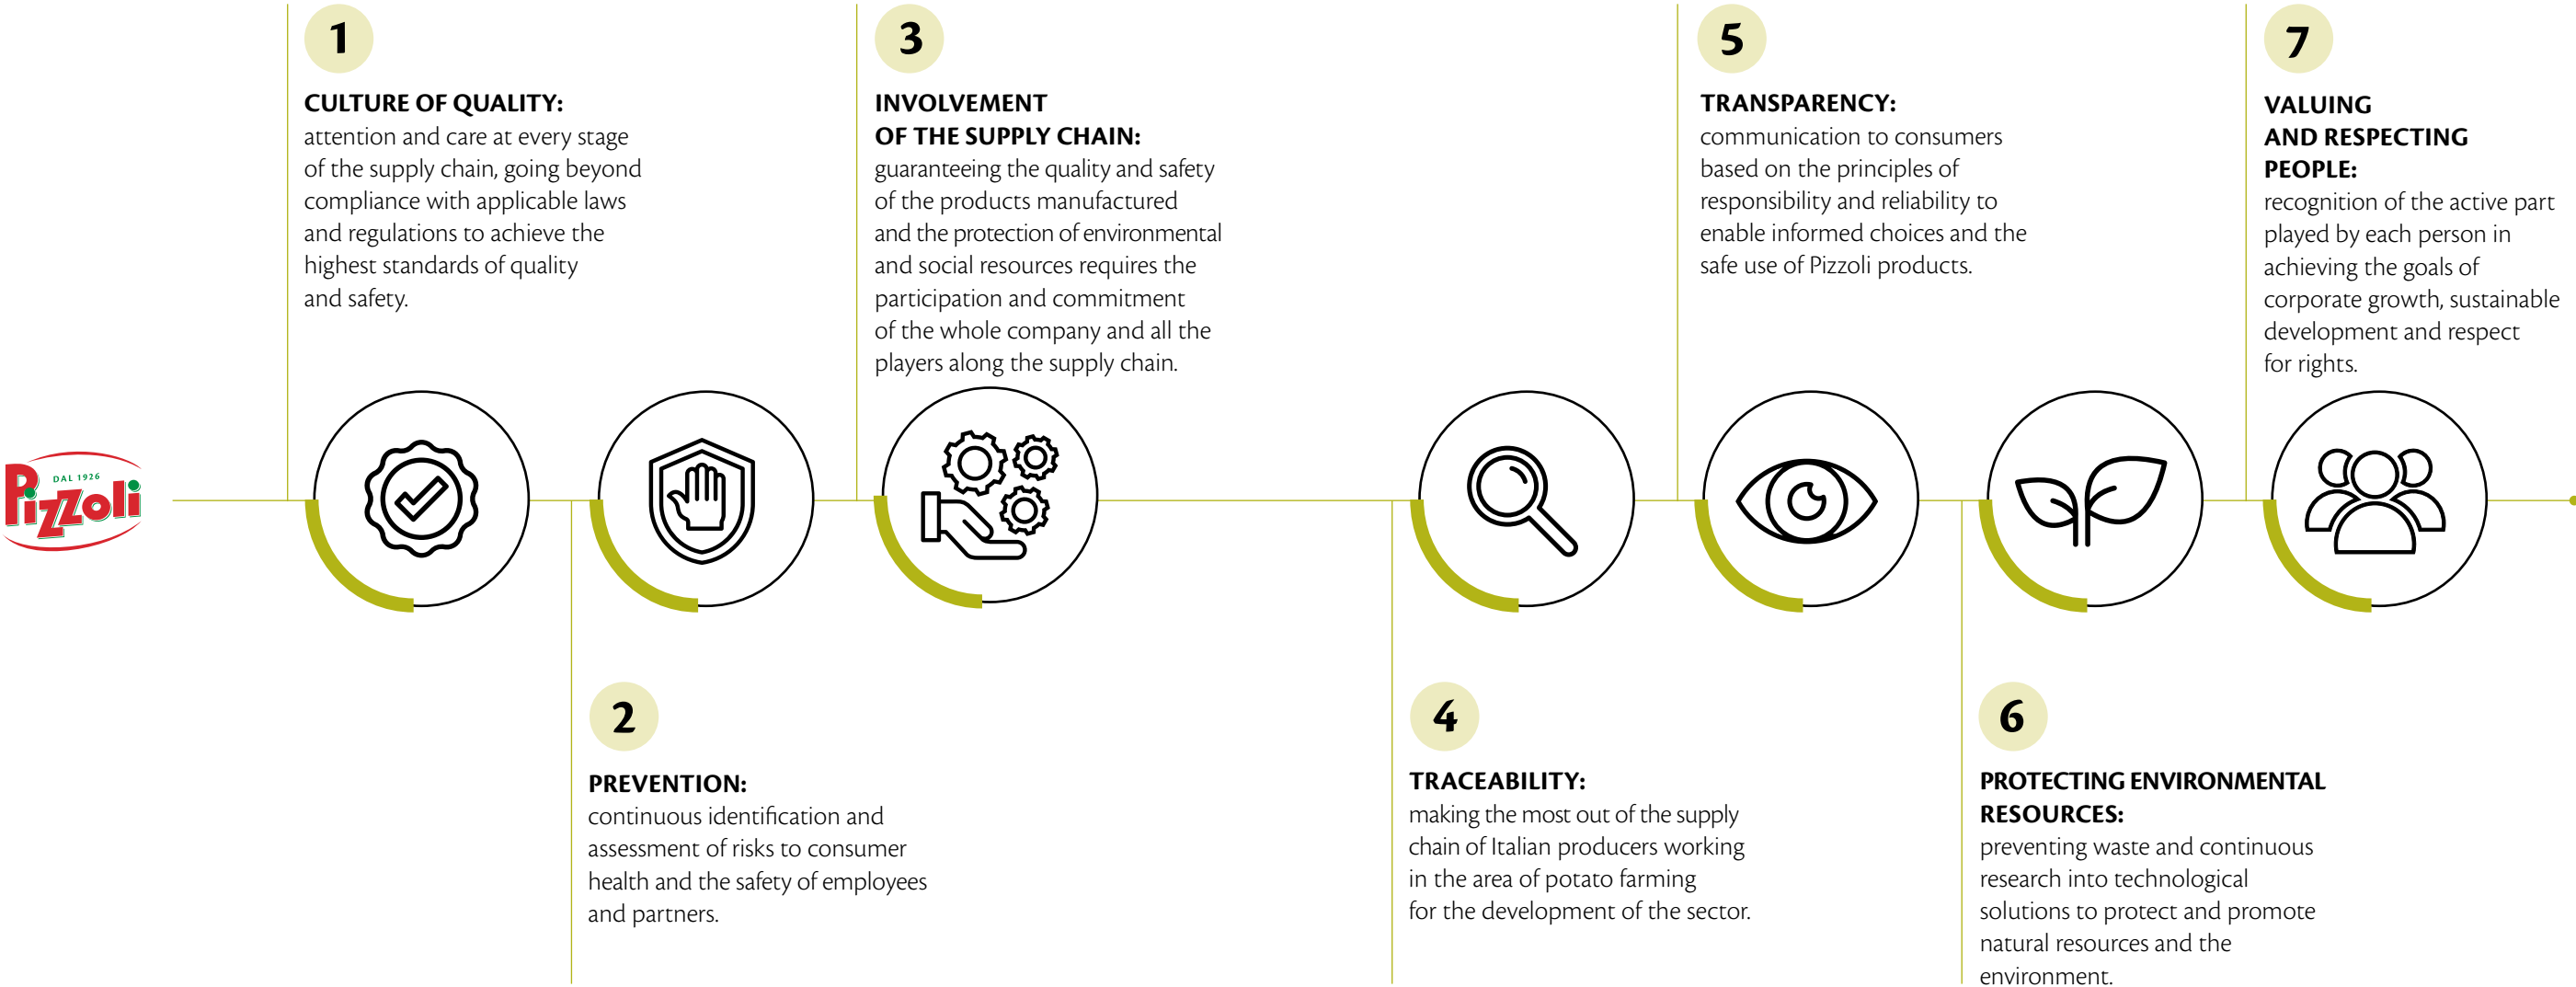 DAL 1926
Pizzoli
1
CULTURE OF QUALITY:
attention and care at every stage
of the supply chain, going beyond
compliance with applicable laws
and regulations to achieve the
highest standards of quality
and safety.
2
PREVENTION:
continuous identification and
assessment of risks to consumer
health and the safety of employees
and partners.
3
INVOLVEMENT
OF THE SUPPLY CHAIN:
guaranteeing the quality and safety
of the products manufactured
and the protection of environmental
and social resources requires the
participation and commitment
of the whole company and all the
players along the supply chain.
4
TRACEABILITY:
making the most out of the supply
chain of Italian producers working
in the area of potato farming
for the development of the sector.
5
TRANSPARENCY:
communication to consumers
based on the principles of
responsibility and reliability to
enable informed choices and the
safe use of Pizzoli products.
6
PROTECTING ENVIRONMENTAL
RESOURCES:
preventing waste and continuous
research into technological
solutions to protect and promote
natural resources and the
environment.
7
VALUING
AND RESPECTING
PEOPLE:
recognition of the active part
played by each person in
achieving the goals of
corporate growth, sustainable
development and respect
for rights.